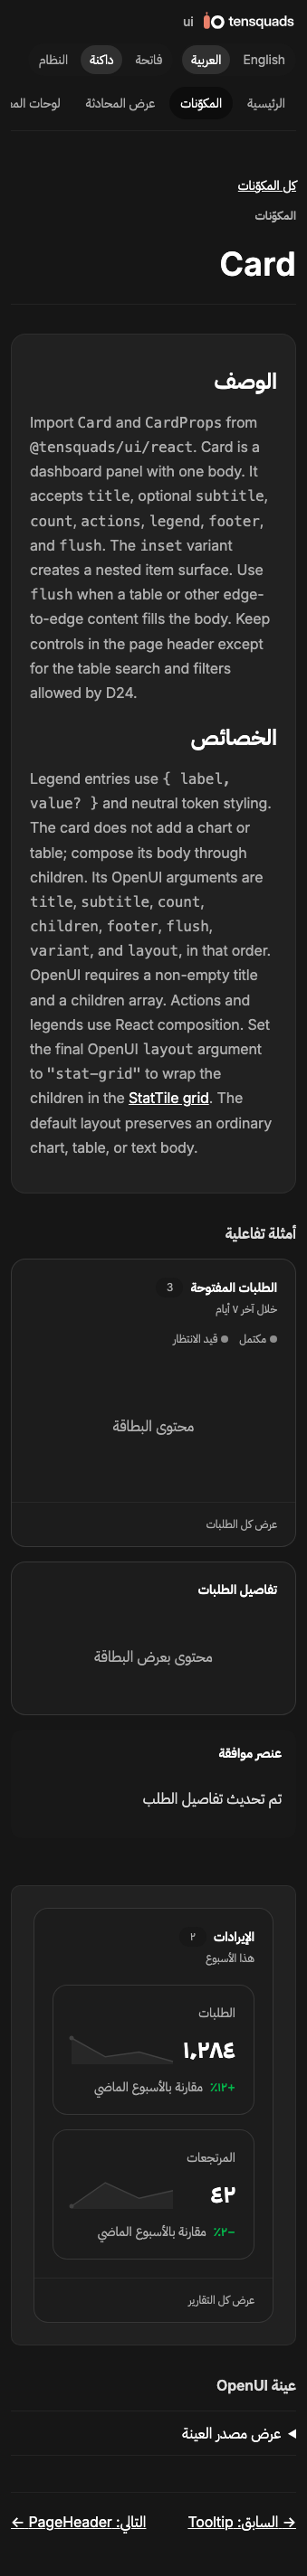 tensquads ui
English العربية فاتحة داكنة النظام
الرئيسية المكوّنات عرض المحادثة لوحات
كل المكوّنات
المكوّنات
Card
الوصف
Import Card and CardProps from
@tensquads/ui/react. Card is a
dashboard panel with one body. It
accepts title, optional subtitle,
count, actions, legend, footer,
and flush. The inset variant
creates a nested item surface. Use
flush when a table or other edge-
to-edge content fills the body. Keep
controls in the page header except
for the table search and filters
allowed by D24.
الخصائص
Legend entries use { label,
value? } and neutral token styling.
The card does not add a chart or
table; compose its body through
children. Its OpenUI arguments are
title, subtitle, count,
children, footer, flush,
variant, and layout, in that order.
OpenUI requires a non-empty title
and a children array. Actions and
legends use React composition. Set
the final OpenUI layout argument
to "stat-grid" to wrap the
children in the StatTile grid. The
default layout preserves an ordinary
chart, table, or text body.
أمثلة تفاعلية
الطلبات المفتوحة 3
خلال آخر ٧ أيام
مكتمل قيد الانتظار
محتوى البطاقة
عرض كل الطلبات
تفاصيل الطلبات
محتوى بعرض البطاقة
عنصر موافقة
تم تحديث تفاصيل الطلب
الإيرادات ٢
هذا الأسبوع
الطلبات
١٬٢٨٤
+١٢٪ مقارنة بالأسبوع الماضي
المرتجعات
٤٢
−٢٪ مقارنة بالأسبوع الماضي
عرض كل التقارير
عينة OpenUI
◀ عرض مصدر العينة
→ السابق: Tooltip التالي: PageHeader ←